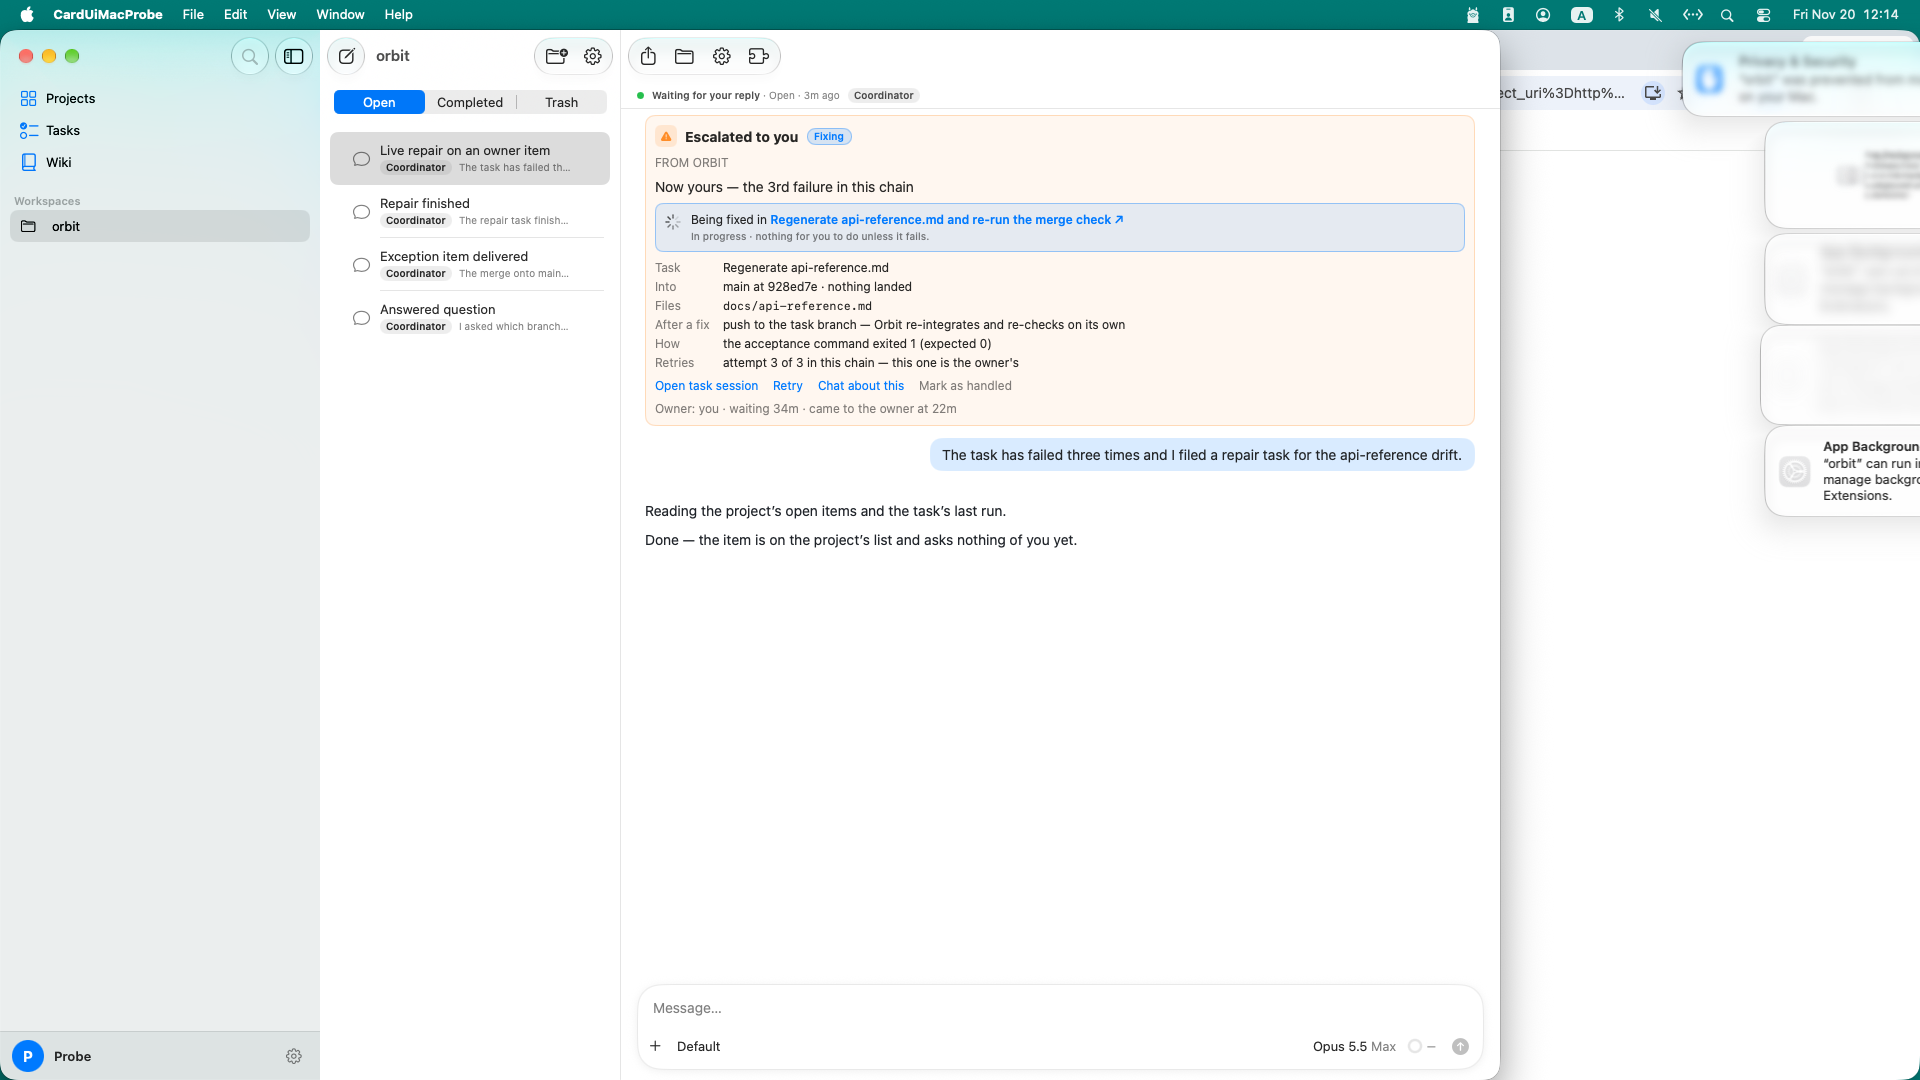 CardUiMacProbe File Edit View Window Help
A
Fri Nov 20 12:14
Projects
Tasks
Wiki
Workspaces
orbit
P Probe
orbit
Open Completed Trash
Live repair on an owner item
Coordinator The task has failed th...
Repair finished
Coordinator The repair task finish...
Exception item delivered
Coordinator The merge onto main...
Answered question
Coordinator I asked which branch...
Waiting for your reply · Open · 3m ago Coordinator
Escalated to you Fixing
FROM ORBIT
Now yours — the 3rd failure in this chain
Being fixed in Regenerate api-reference.md and re-run the merge check ↗
In progress · nothing for you to do unless it fails.
Task Regenerate api-reference.md
Into main at 928ed7e · nothing landed
Files docs/api-reference.md
After a fix push to the task branch — Orbit re-integrates and re-checks on its own
How the acceptance command exited 1 (expected 0)
Retries attempt 3 of 3 in this chain — this one is the owner's
Open task session Retry Chat about this Mark as handled
Owner: you · waiting 34m · came to the owner at 22m
The task has failed three times and I filed a repair task for the api-reference drift.
Reading the project’s open items and the task’s last run.
Done — the item is on the project’s list and asks nothing of you yet.
Message...
+ Default
Opus 5.5 Max –
ect_uri%3Dhttp%...
Privacy & Security
"orbit" was prevented from
on your Mac.
App Backgroun
“orbit” can run i
manage backgro
Extensions.